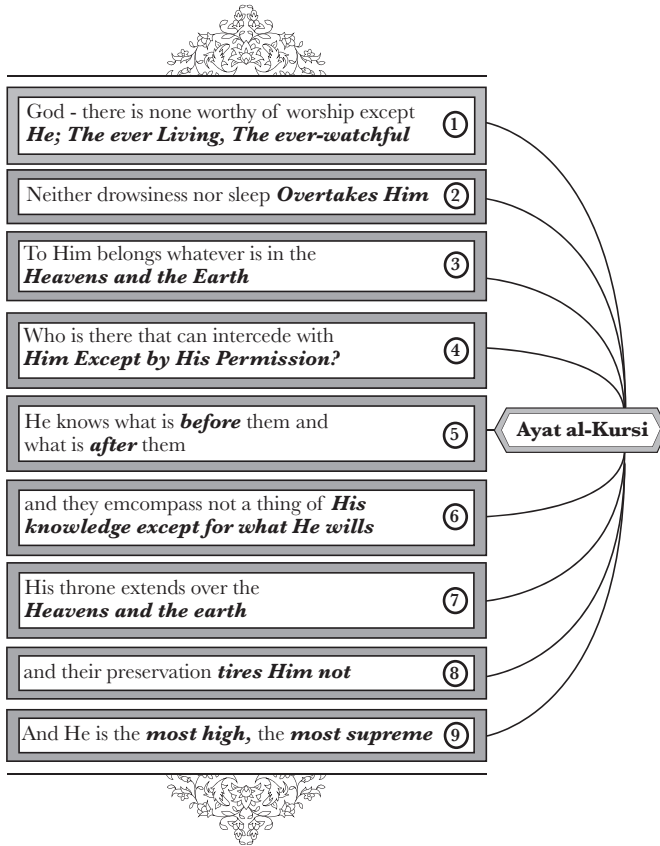 God - there is none worthy of worship except
He; The ever Living, The ever-watchful
1
Neither drowsiness nor sleep Overtakes Him
2
To Him belongs whatever is in the
Heavens and the Earth
3
Who is there that can intercede with
Him Except by His Permission?
4
He knows what is before them and
what is after them
5
Ayat al-Kursi
and they emcompass not a thing of His
knowledge except for what He wills
6
His throne extends over the
Heavens and the earth
7
and their preservation tires Him not
8
And He is the most high, the most supreme
9